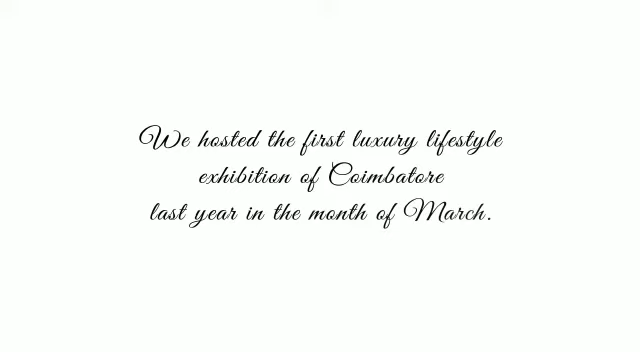 We hosted the first luxury lifestyle
exhibition of Coimbatore
last year in the month of March.